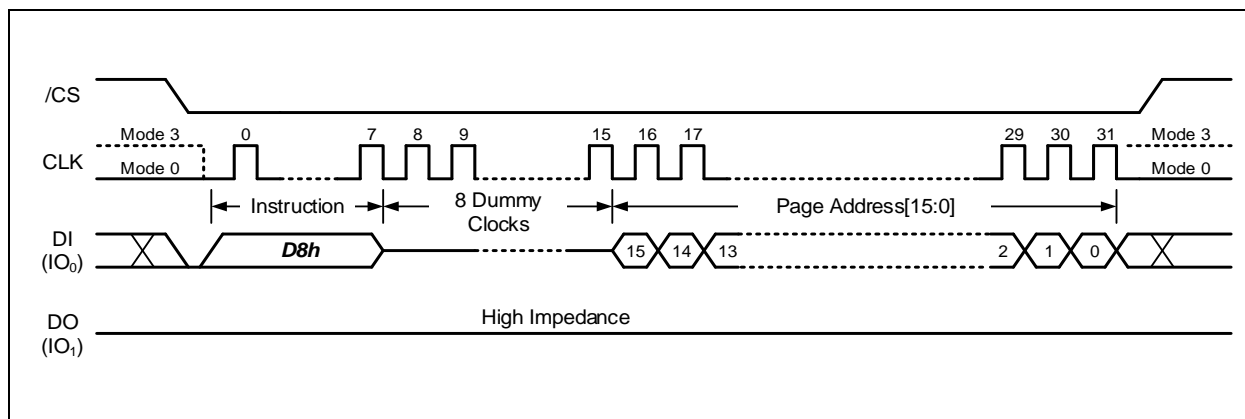 /CS
Mode 3 0 7 8 9 15 16 17 29 30 31 Mode 3
CLK
Mode 0 Mode 0
Instruction 8 Dummy Page Address[15:0]
Clocks
DI D8h 15 14 13 2 1 0
(IO0)
High Impedance
DO
(IO1)